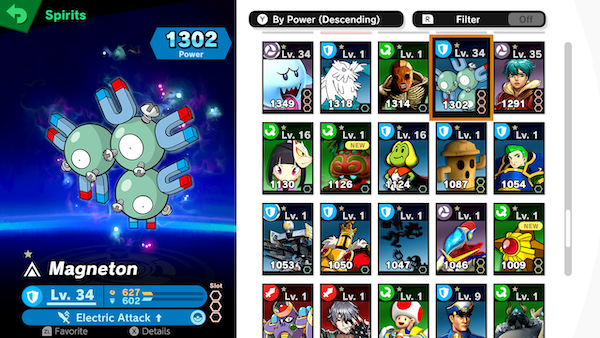 Spirits
1302
Power
Magneton
Lv. 34 627
602
Slot
Electric Attack ↑
Favorite X Details
Y By Power (Descending) R Filter Off
Lv. 34 Lv. 1 Lv. 1 Lv. 34 Lv. 35
1349 1318 1314 1302 1291
Lv. 16 Lv. 1 Lv. 16 Lv. 1 Lv. 1
NEW
1130 1126 1124 1087 1054
Lv. 1 Lv. 1 Lv. 1 Lv. 1 Lv. 1
NEW
1053 1050 1047 1046 1009
Lv. 1 Lv. 1 Lv. 1 Lv. 9 Lv. 1